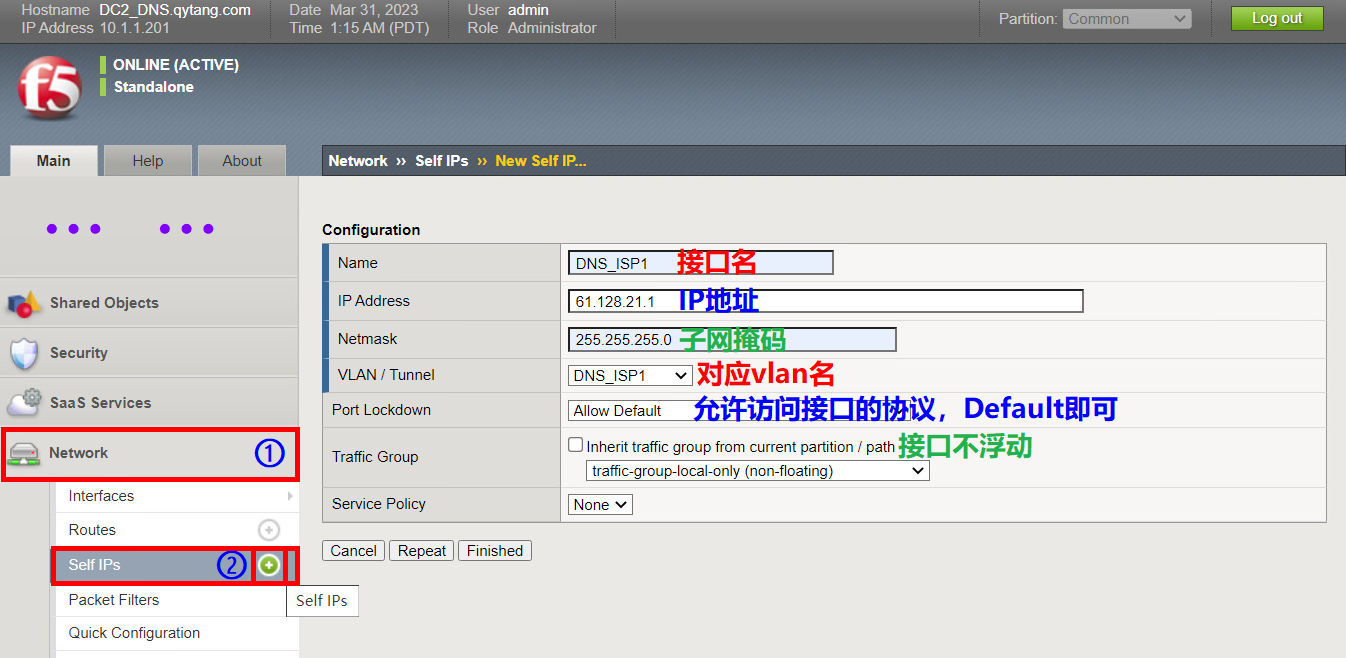 Hostname DC2_DNS.qytang.com Date Mar 31, 2023 User admin
IP Address 10.1.1.201 Time 1:15 AM (PDT) Role Administrator
Partition: Common Log out
f5
ONLINE (ACTIVE)
Standalone
Main Help About
Network ›› Self IPs ›› New Self IP...
Shared Objects
Security
SaaS Services
Network ①
Interfaces
Routes
Self IPs ②
Packet Filters
Quick Configuration
Self IPs
Configuration
Name DNS_ISP1 接口名
IP Address 61.128.21.1 IP地址
Netmask 255.255.255.0 子网掩码
VLAN / Tunnel DNS_ISP1 对应vlan名
Port Lockdown Allow Default 允许访问接口的协议，Default即可
Traffic Group Inherit traffic group from current partition / path 接口不浮动
traffic-group-local-only (non-floating)
Service Policy None
Cancel Repeat Finished